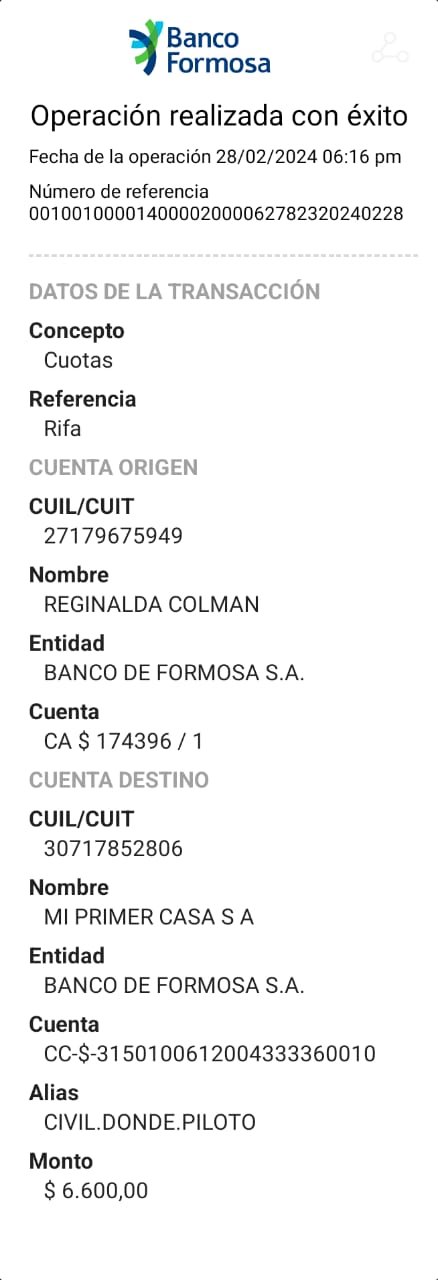 Banco
Formosa
Operación realizada con éxito
Fecha de la operación 28/02/2024 06:16 pm
Número de referencia
00100100001400002000062782320240228
DATOS DE LA TRANSACCIÓN
Concepto
Cuotas
Referencia
Rifa
CUENTA ORIGEN
CUIL/CUIT
27179675949
Nombre
REGINALDA COLMAN
Entidad
BANCO DE FORMOSA S.A.
Cuenta
CA $ 174396 / 1
CUENTA DESTINO
CUIL/CUIT
30717852806
Nombre
MI PRIMER CASA S A
Entidad
BANCO DE FORMOSA S.A.
Cuenta
CC-$-3150100612004333360010
Alias
CIVIL.DONDE.PILOTO
Monto
$ 6.600,00